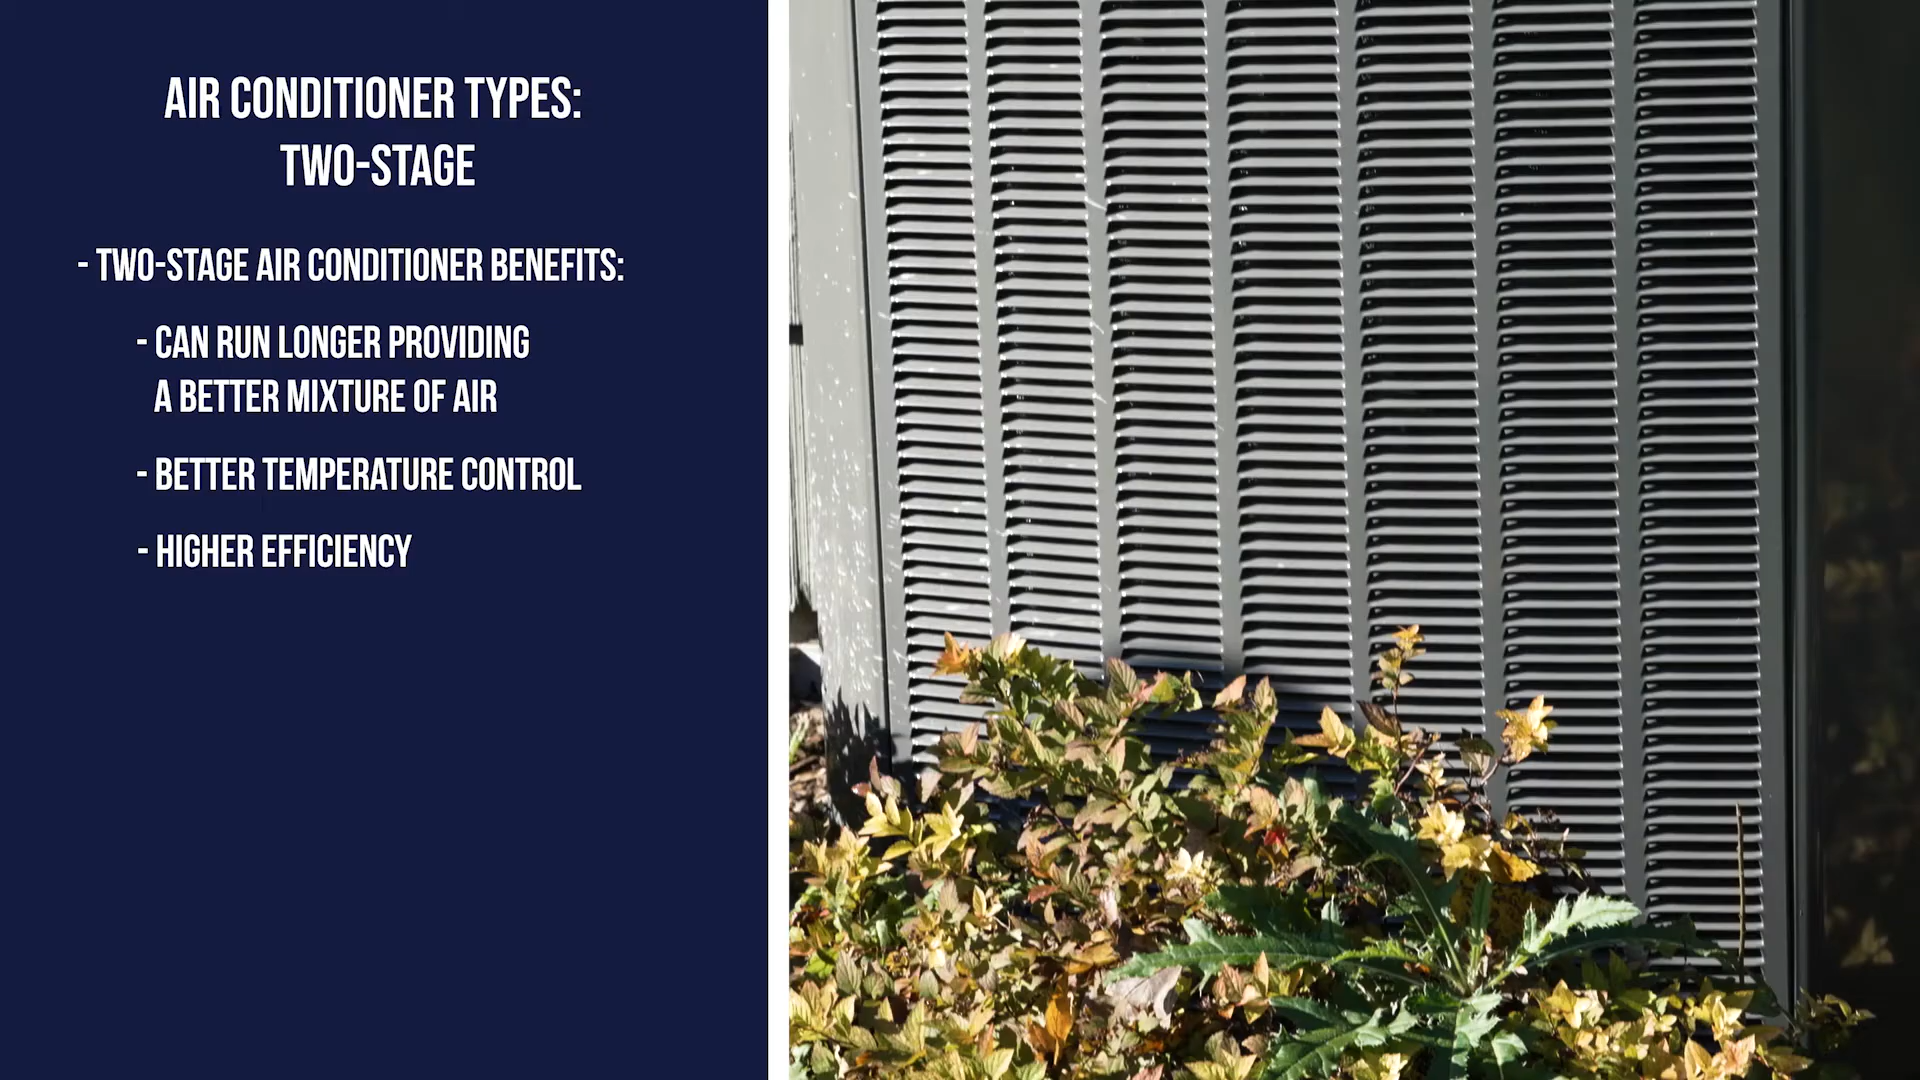 AIR CONDITIONER TYPES:
TWO-STAGE
- TWO-STAGE AIR CONDITIONER BENEFITS:
- CAN RUN LONGER PROVIDING
A BETTER MIXTURE OF AIR
- BETTER TEMPERATURE CONTROL
- HIGHER EFFICIENCY